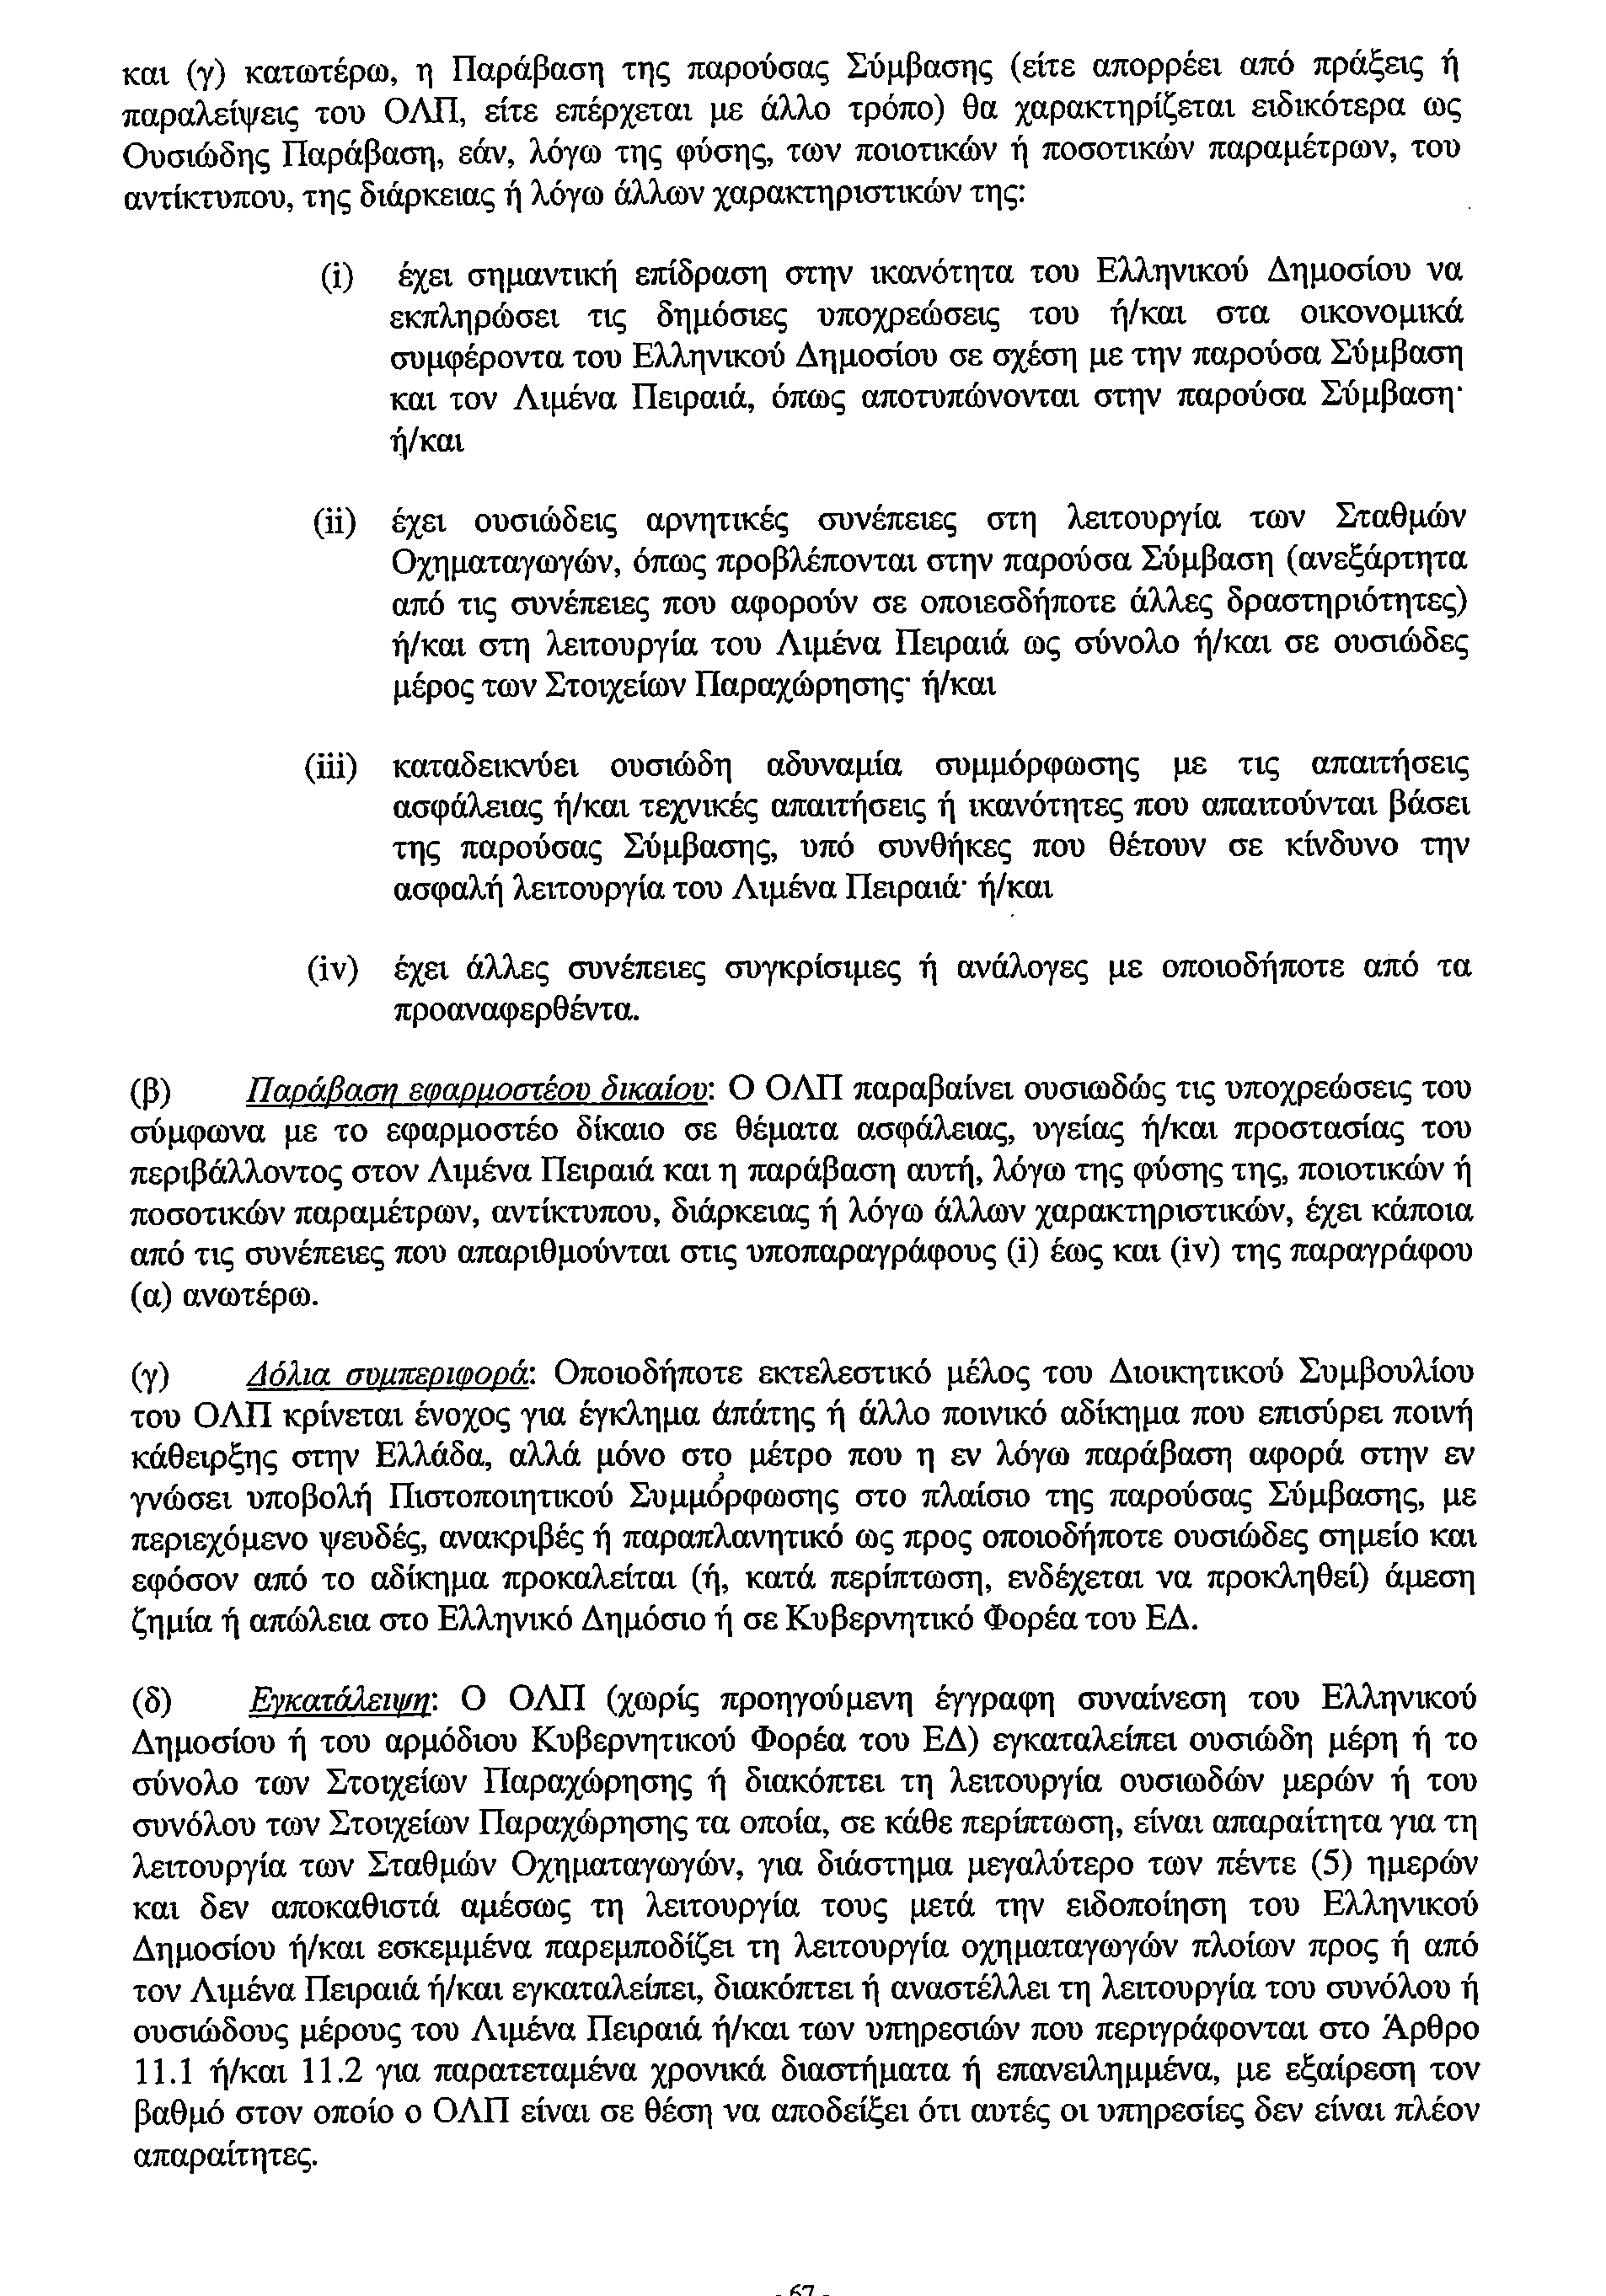 και (γ) κατωτέρω, η Παράβαση της παρούσας Σύμβασης (είτε απορρέει από πράξεις ή
παραλείψεις του ΟΛΠ, είτε επέρχεται με άλλο τρόπο) θα χαρακτηρίζεται ειδικότερα ως
Ουσιώδης Παράβαση, εάν, λόγω της φύσης, των ποιοτικών ή ποσοτικών παραμέτρων, του
αντίκτυπου, της διάρκειας ή λόγω άλλων χαρακτηριστικών της:
(i) έχει σημαντική επίδραση στην ικανότητα του Ελληνικού Δημοσίου να
εκπληρώσει τις δημόσιες υποχρεώσεις του ή/και στα οικονομικά
συμφέροντα του Ελληνικού Δημοσίου σε σχέση με την παρούσα Σύμβαση
και τον Λιμένα Πειραιά, όπως αποτυπώνονται στην παρούσα Σύμβαση·
ή/και
(ii) έχει ουσιώδεις αρνητικές συνέπειες στη λειτουργία των Σταθμών
Οχηματαγωγών, όπως προβλέπονται στην παρούσα Σύμβαση (ανεξάρτητα
από τις συνέπειες που αφορούν σε οποιεσδήποτε άλλες δραστηριότητες)
ή/και στη λειτουργία του Λιμένα Πειραιά ως σύνολο ή/και σε ουσιώδες
μέρος των Στοιχείων Παραχώρησης· ή/και
(iii) καταδεικνύει ουσιώδη αδυναμία συμμόρφωσης με τις απαιτήσεις
ασφάλειας ή/και τεχνικές απαιτήσεις ή ικανότητες που απαιτούνται βάσει
της παρούσας Σύμβασης, υπό συνθήκες που θέτουν σε κίνδυνο την
ασφαλή λειτουργία του Λιμένα Πειραιά· ή/και
(iv) έχει άλλες συνέπειες συγκρίσιμες ή ανάλογες με οποιοδήποτε από τα
προαναφερθέντα.
(β) Παράβαση εφαρμοστέου δικαίου: Ο ΟΛΠ παραβαίνει ουσιωδώς τις υποχρεώσεις του
σύμφωνα με το εφαρμοστέο δίκαιο σε θέματα ασφάλειας, υγείας ή/και προστασίας του
περιβάλλοντος στον Λιμένα Πειραιά και η παράβαση αυτή, λόγω της φύσης της, ποιοτικών ή
ποσοτικών παραμέτρων, αντίκτυπου, διάρκειας ή λόγω άλλων χαρακτηριστικών, έχει κάποια
από τις συνέπειες που απαριθμούνται στις υποπαραγράφους (i) έως και (iv) της παραγράφου
(α) ανωτέρω.
(γ) Δόλια συμπεριφορά: Οποιοδήποτε εκτελεστικό μέλος του Διοικητικού Συμβουλίου
του ΟΛΠ κρίνεται ένοχος για έγκλημα άπάτης ή άλλο ποινικό αδίκημα που επισύρει ποινή
κάθειρξης στην Ελλάδα, αλλά μόνο στο μέτρο που η εν λόγω παράβαση αφορά στην εν
γνώσει υποβολή Πιστοποιητικού Συμμόρφωσης στο πλαίσιο της παρούσας Σύμβασης, με
περιεχόμενο ψευδές, ανακριβές ή παραπλανητικό ως προς οποιοδήποτε ουσιώδες σημείο και
εφόσον από το αδίκημα προκαλείται (ή, κατά περίπτωση, ενδέχεται να προκληθεί) άμεση
ζημία ή απώλεια στο Ελληνικό Δημόσιο ή σε Κυβερνητικό Φορέα του ΕΔ.
(δ) Εγκατάλειψη: Ο ΟΛΠ (χωρίς προηγούμενη έγγραφη συναίνεση του Ελληνικού
Δημοσίου ή του αρμόδιου Κυβερνητικού Φορέα του ΕΔ) εγκαταλείπει ουσιώδη μέρη ή το
σύνολο των Στοιχείων Παραχώρησης ή διακόπτει τη λειτουργία ουσιωδών μερών ή του
συνόλου των Στοιχείων Παραχώρησης τα οποία, σε κάθε περίπτωση, είναι απαραίτητα για τη
λειτουργία των Σταθμών Οχηματαγωγών, για διάστημα μεγαλύτερο των πέντε (5) ημερών
και δεν αποκαθιστά αμέσως τη λειτουργία τους μετά την ειδοποίηση του Ελληνικού
Δημοσίου ή/και εσκεμμένα παρεμποδίζει τη λειτουργία οχηματαγωγών πλοίων προς ή από
τον Λιμένα Πειραιά ή/και εγκαταλείπει, διακόπτει ή αναστέλλει τη λειτουργία του συνόλου ή
ουσιώδους μέρους του Λιμένα Πειραιά ή/και των υπηρεσιών που περιγράφονται στο Άρθρο
11.1 ή/και 11.2 για παρατεταμένα χρονικά διαστήματα ή επανειλημμένα, με εξαίρεση τον
βαθμό στον οποίο ο ΟΛΠ είναι σε θέση να αποδείξει ότι αυτές οι υπηρεσίες δεν είναι πλέον
απαραίτητες.
- 67 -